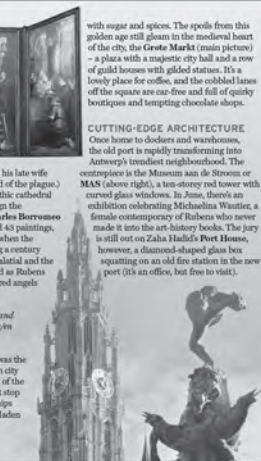 with sugar and spices. The spoils from this
golden age still gleam in the medieval heart
of the city, the Grote Markt (main picture)
– a plaza with a majestic city hall and a row
of guild houses with gilded statues. It's a
lovely place for coffee, and the cobbled lanes
off the square are car-free and full of quirky
boutiques and tempting chocolate shops.
CUTTING-EDGE ARCHITECTURE
Once home to dockers and warehouses,
the old port is rapidly transforming into
Antwerp's trendiest neighbourhood. The
centrepiece is the Museum aan de Stroom or
MAS (above right), a ten-storey red tower with
curved glass windows. In June, there's an
exhibition celebrating Michaelina Wautier, a
female contemporary of Rubens who never
made it into the art-history books. The jury
is still out on Zaha Hadid's Port House,
however, a diamond-shaped glass box
squatting on an old fire station in the new
port (it's an office, but free to visit).
his late wife
d of the plague.)
thic cathedral
gn the
arles Borromeo
d 43 paintings,
when the
g a century
alatial and the
d as Rubens
red angels
and
was the
n city
of the
t stop
ips
laden